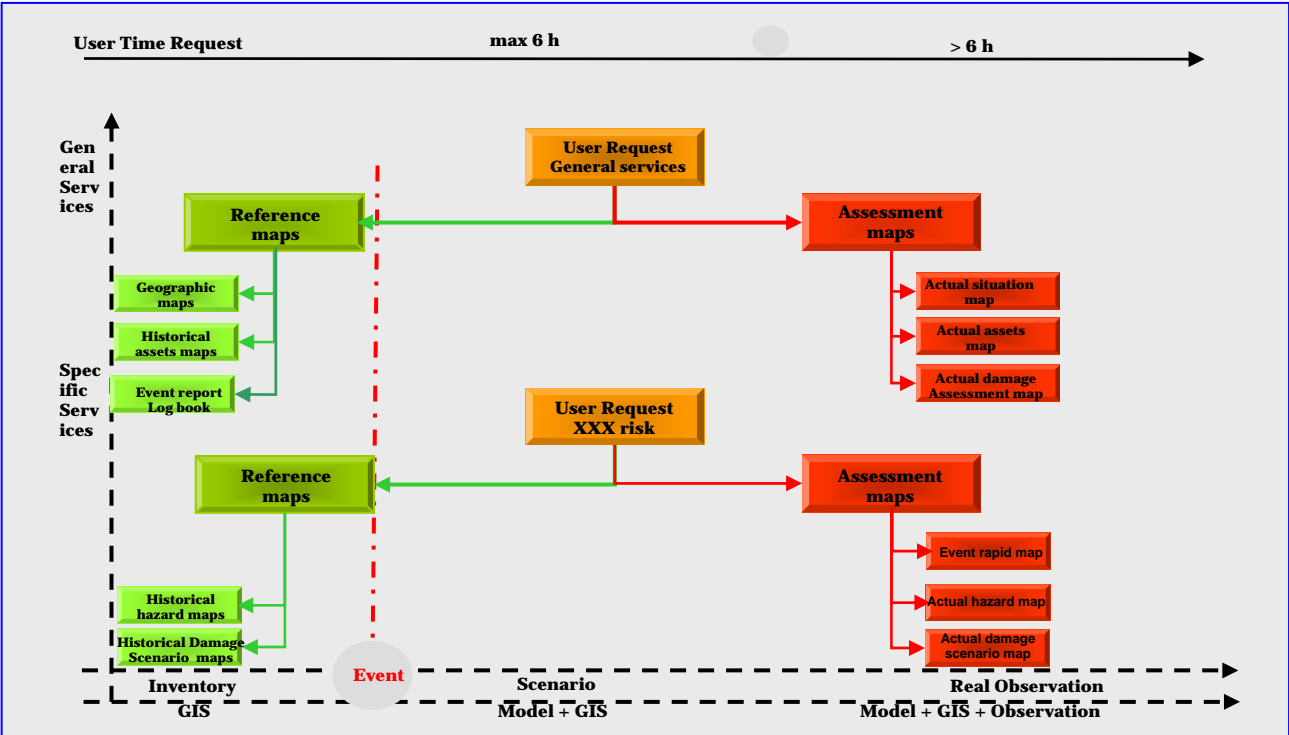 User Time Request
max 6 h
> 6 h
Gen
eral
Serv
ices
User Request
General services
Reference
maps
Assessment
maps
Geographic
maps
Historical
assets maps
Event report
Log book
Actual situation
map
Actual assets
map
Actual damage
Assessment map
Spec
ific
Serv
ices
User Request
XXX risk
Reference
maps
Assessment
maps
Historical
hazard maps
Historical Damage
Scenario maps
Event rapid map
Actual hazard map
Actual damage
scenario map
Event
Inventory
Scenario
Real Observation
GIS
Model + GIS
Model + GIS + Observation